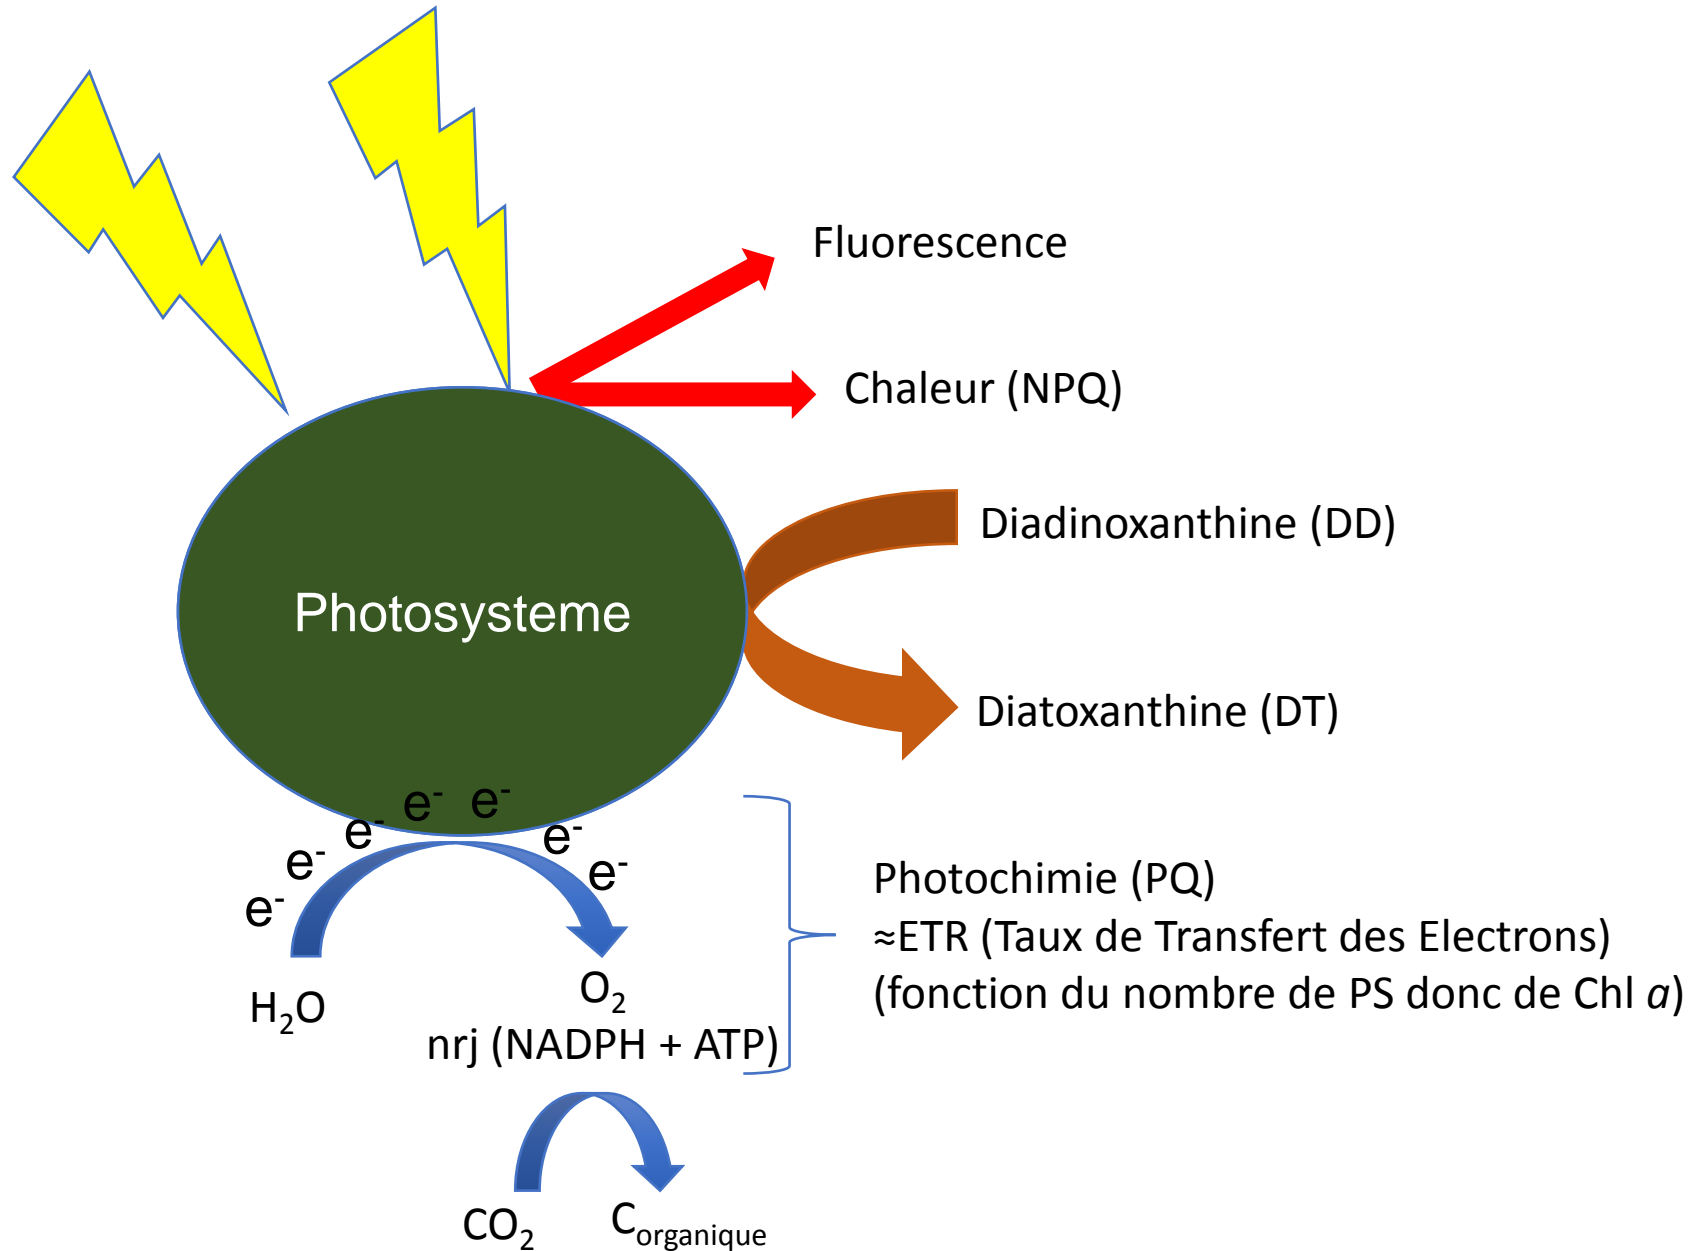 Fluorescence
Chaleur (NPQ)
Diadinoxanthine (DD)
Photosysteme
Diatoxanthine (DT)
e- e- e- e- e- e- e-
Photochimie (PQ)
≈ETR (Taux de Transfert des Electrons)
(fonction du nombre de PS donc de Chl a)
H2O
O2
nrj (NADPH + ATP)
CO2
Corganique